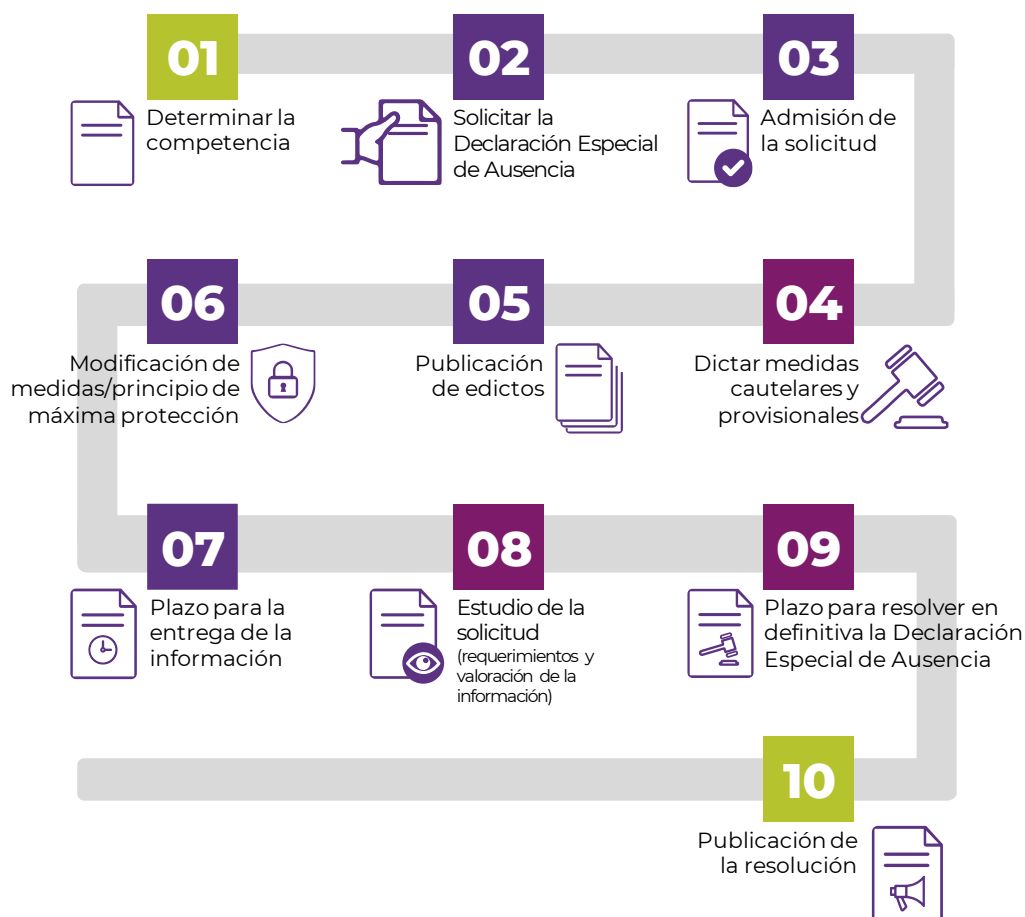 01
Determinar la
competencia
02
Solicitar la
Declaración Especial
de Ausencia
03
Admisión de
la solicitud
04
Dictar medidas
cautelares y
provisionales
05
Publicación
de edictos
06
Modificación de
medidas/principio de
máxima protección
07
Plazo para la
entrega de la
información
08
Estudio de la
solicitud
(requerimientos y
valoración de la
información)
09
Plazo para resolver en
definitiva la Declaración
Especial de Ausencia
10
Publicación de
la resolución